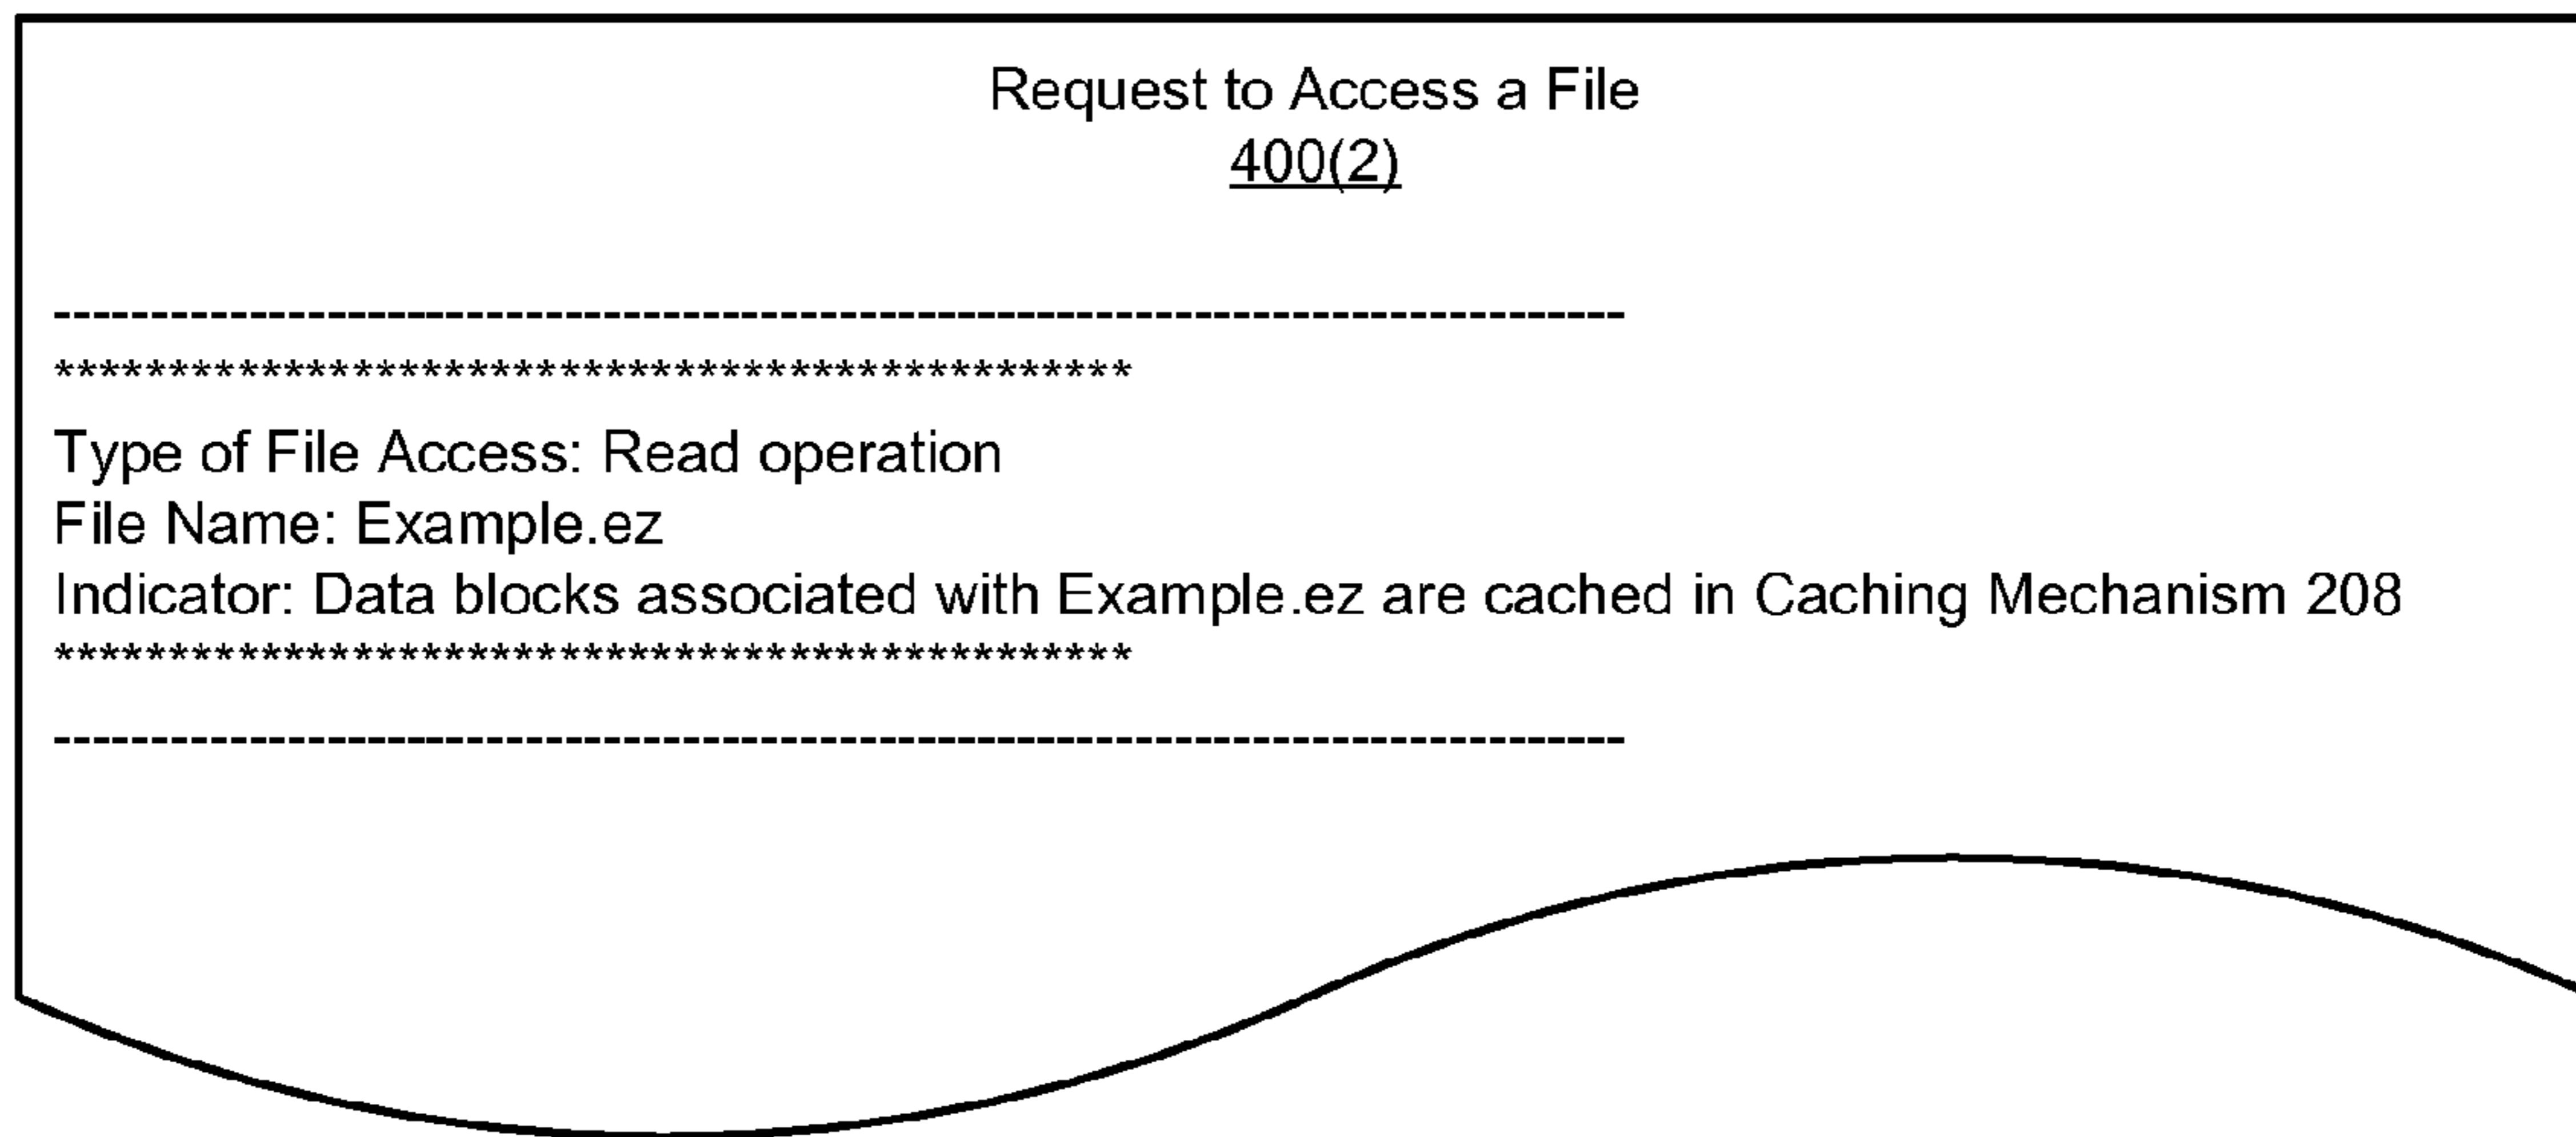 Request to Access a File
400(2)
--------------------------------------------------------------------------------
***********************************************
Type of File Access: Read operation
File Name: Example.ez
Indicator: Data blocks associated with Example.ez are cached in Caching Mechanism 208
***********************************************
--------------------------------------------------------------------------------